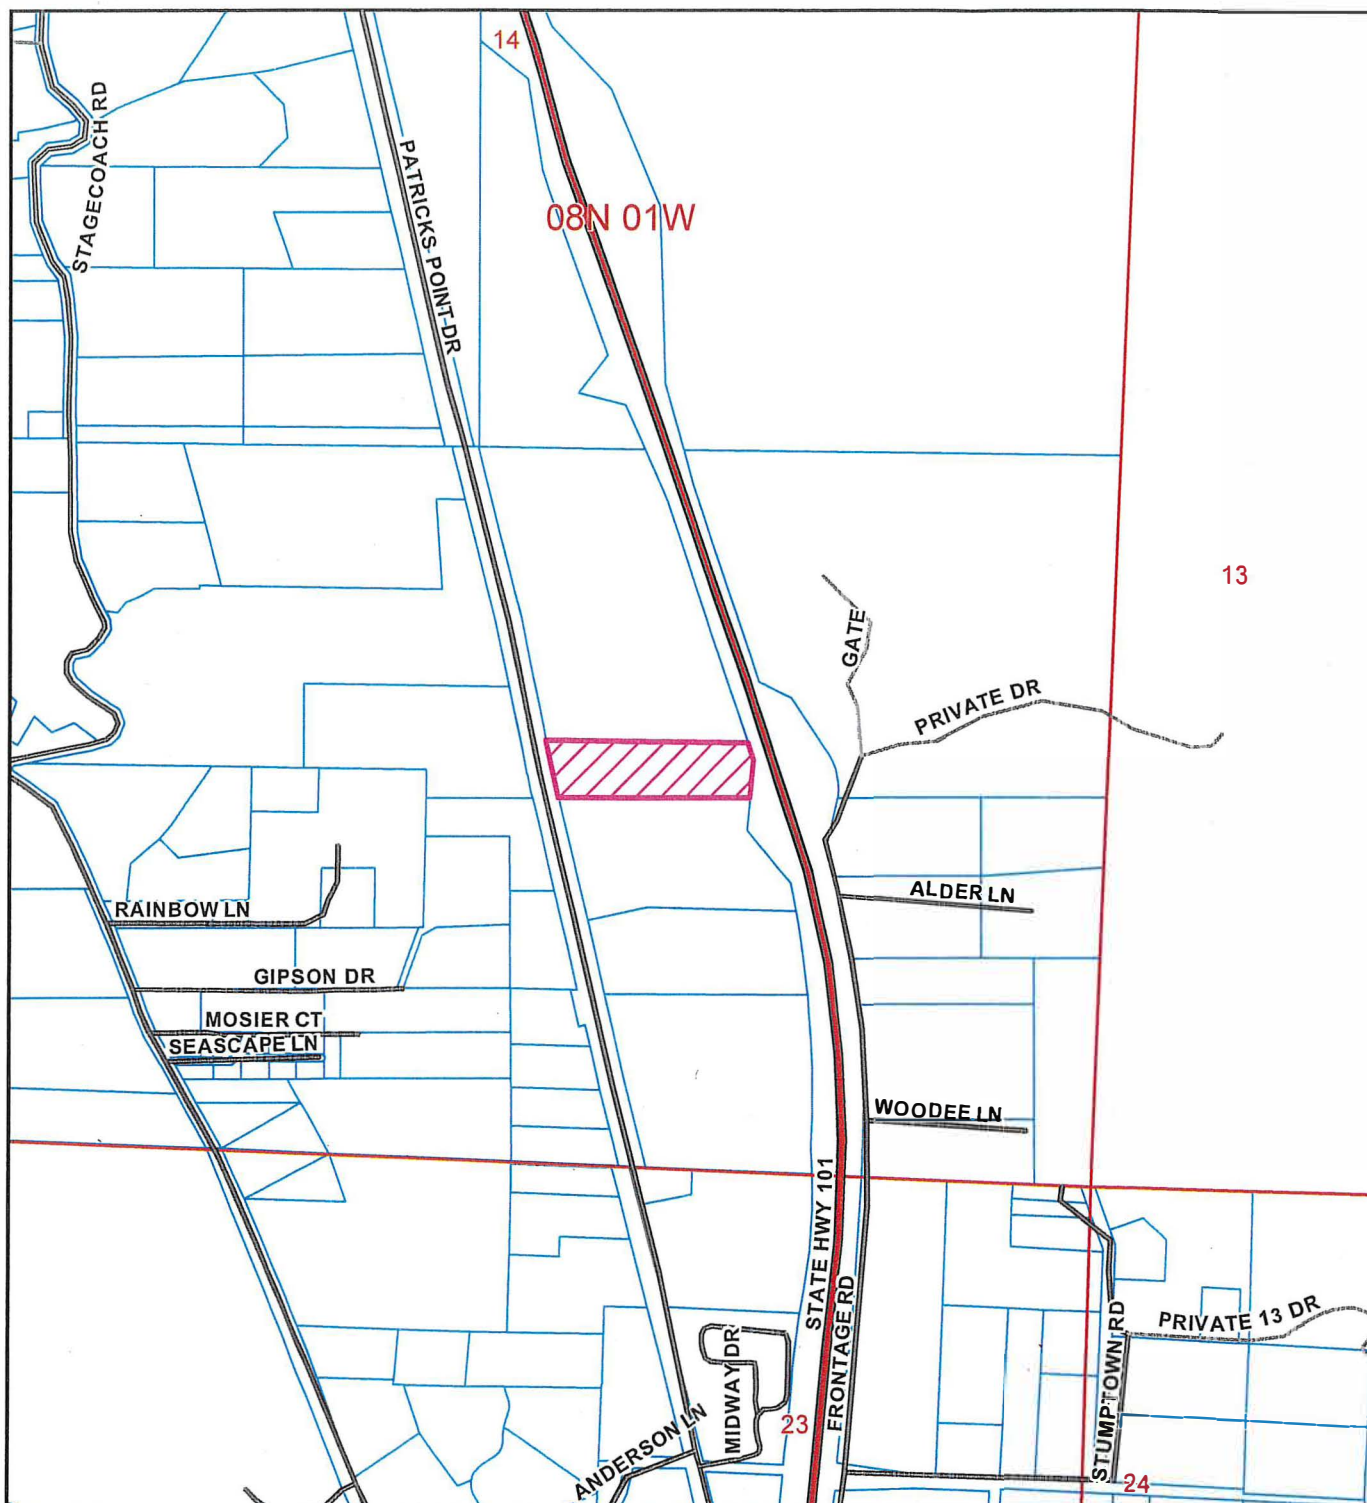 14
STAGECOACH RD
PATRICKS POINT DR
08N 01W
13
GATE
PRIVATE DR
ALDER LN
RAINBOW LN
GIPSON DR
MOSIER CT
SEASCAPE LN
WOODEE LN
STATE HWY 101
FRONTAGE RD
MIDWAY DR
ANDERSON LN
STUMPTOWN RD
PRIVATE 13 DR
23
24